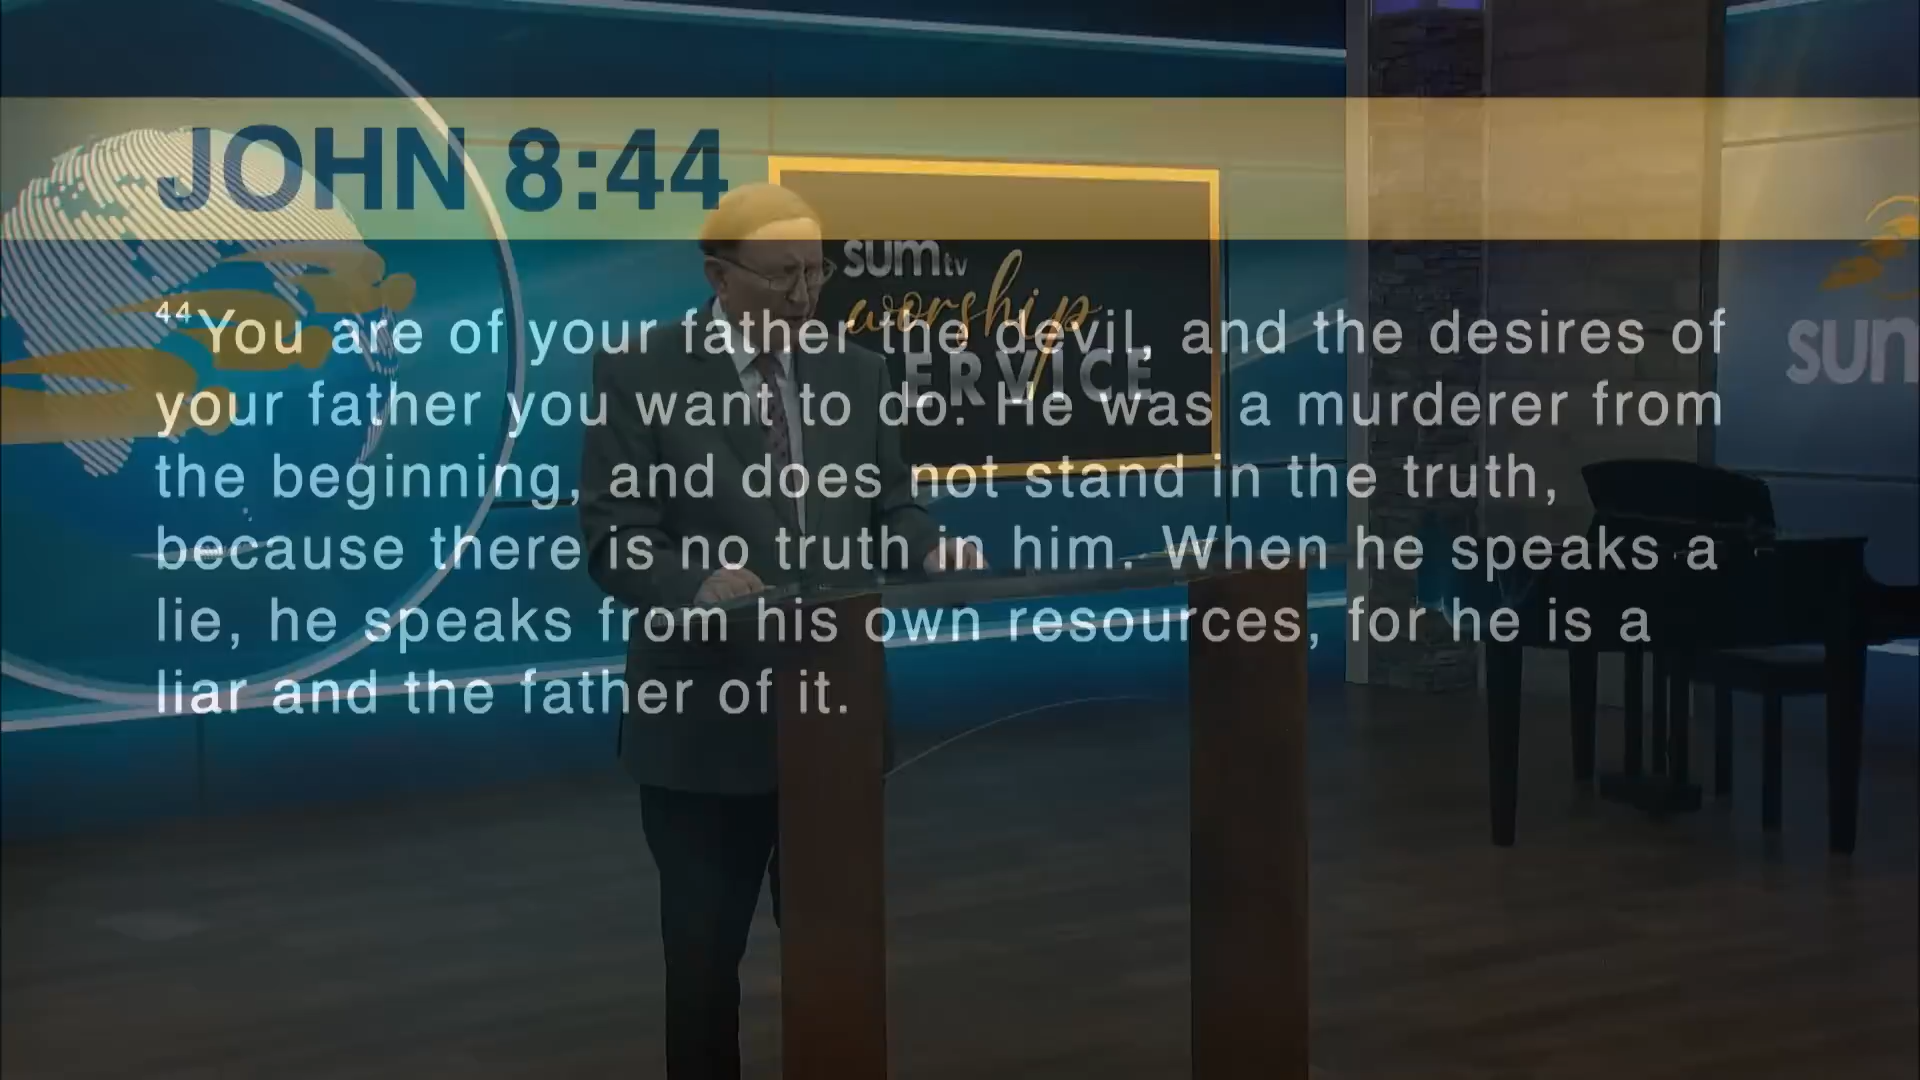 JOHN 8:44
sumtv
worship
SERVICE
sum
44You are of your father the devil, and the desires of
your father you want to do. He was a murderer from
the beginning, and does not stand in the truth,
because there is no truth in him. When he speaks a
lie, he speaks from his own resources, for he is a
liar and the father of it.